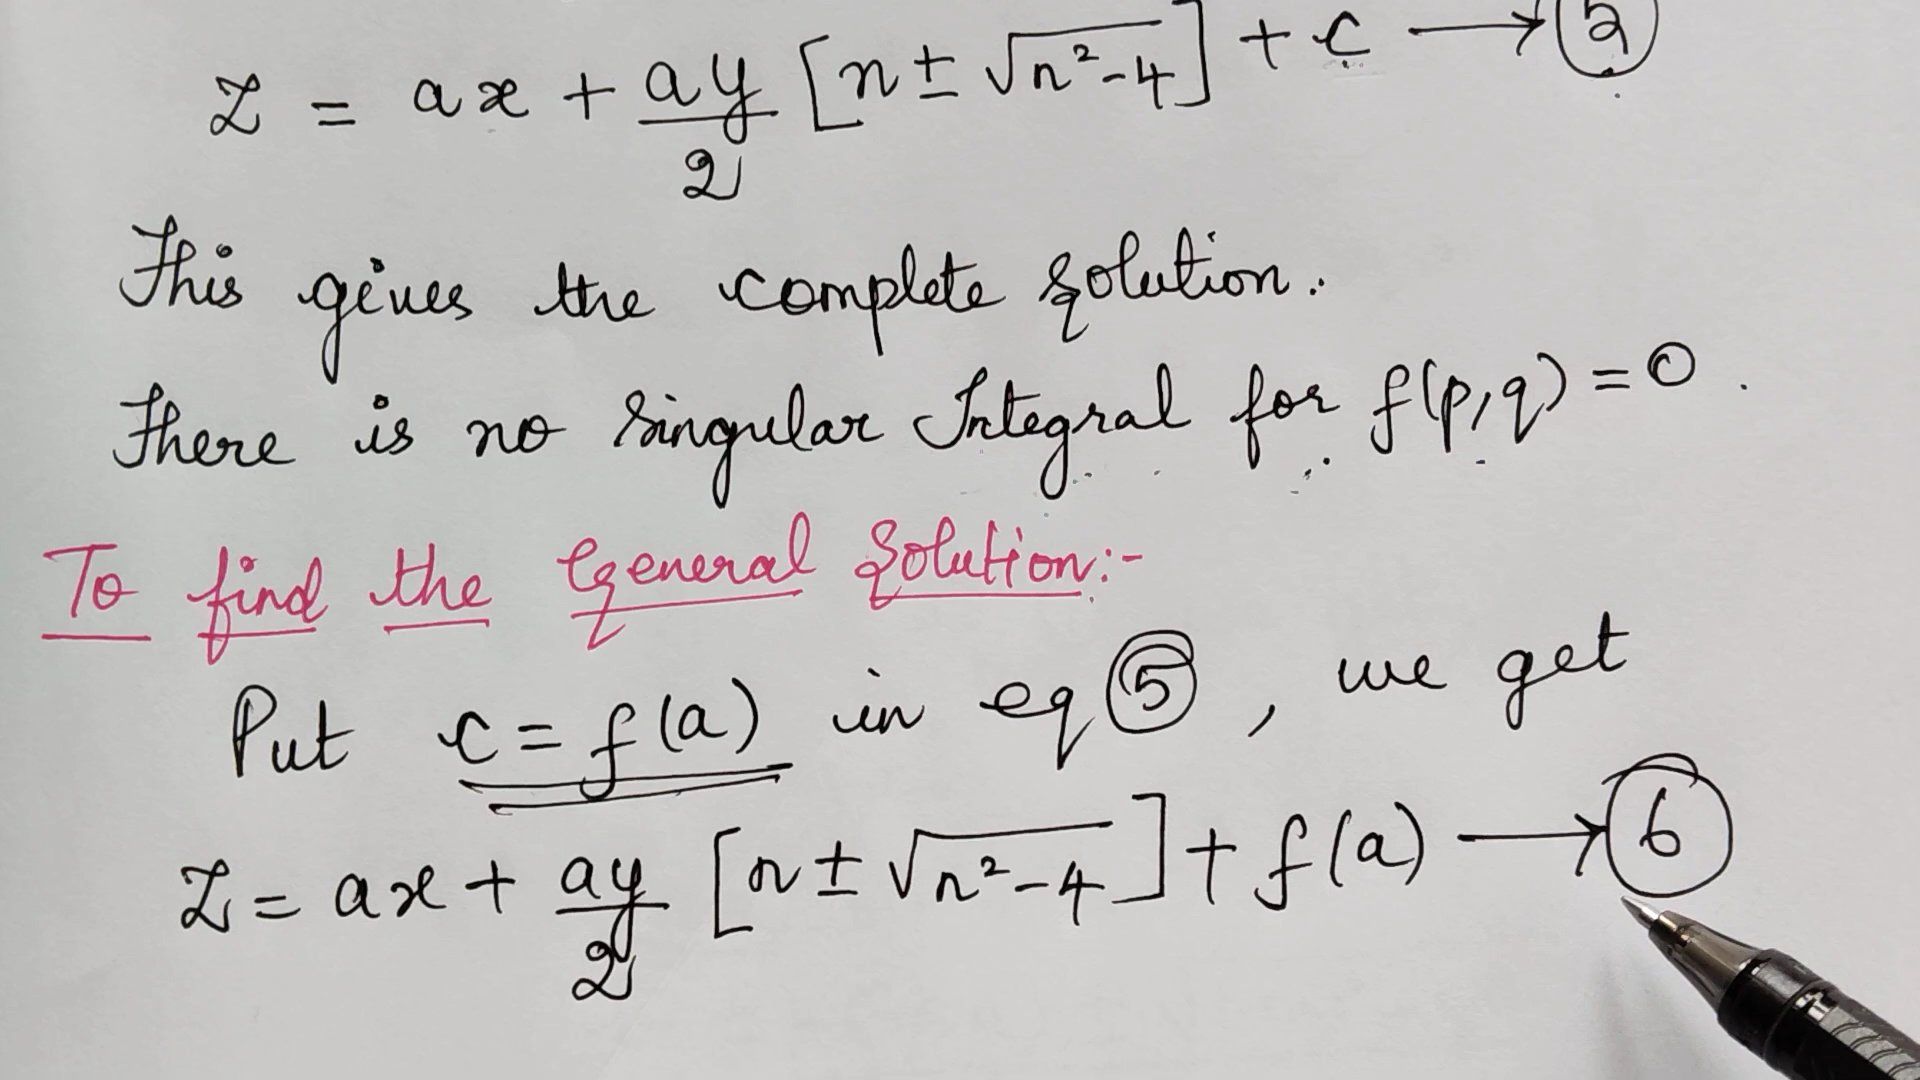 z = ax + ay/2 [n ± √n²-4] + c → 5
This gives the complete solution.
There is no singular Integral for f(p,q) = 0.
To find the General Solution:-
Put c = f(a) in eq 5, we get
z = ax + ay/2 [n ± √n²-4] + f(a) → 6